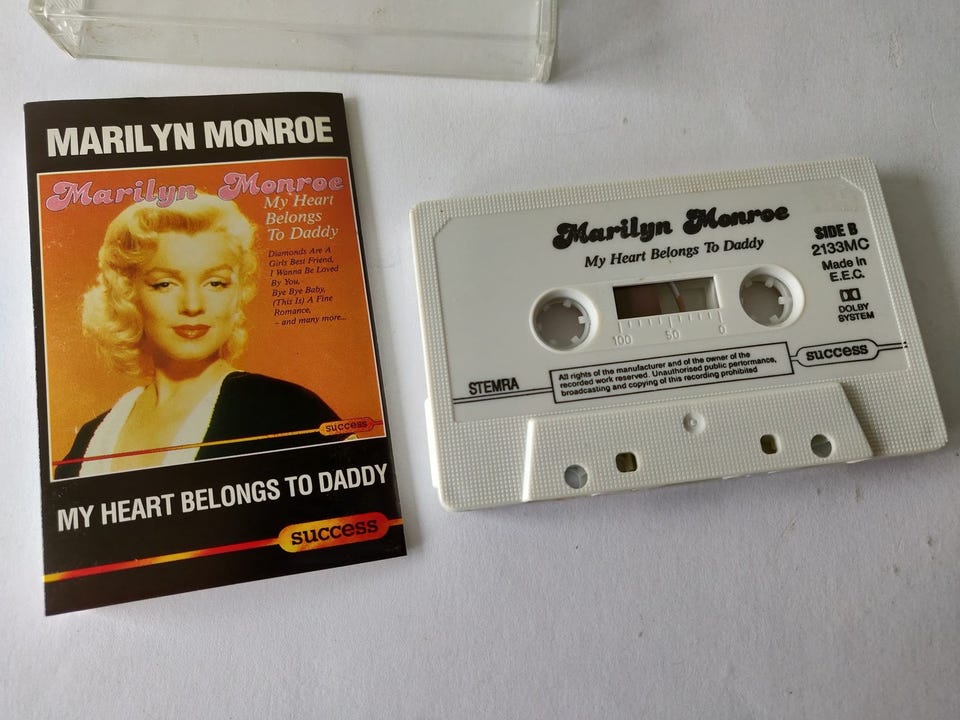 MARILYN MONROE
Marilyn Monroe
My Heart
Belongs
To Daddy
Diamonds Are A
Girls Best Friend,
I Wanna Be Loved
By You,
Bye Bye Baby,
(This Is) A Fine
Romance,
- and many more...
success
MY HEART BELONGS TO DADDY
success
Marilyn Monroe
My Heart Belongs To Daddy
SIDE B
2133MC
Made in
E.E.C.
DOLBY
SYSTEM
100 50 0
STEMRA
All rights of the manufacturer and of the owner of the
recorded work reserved. Unauthorised public performance,
broadcasting and copying of this recording prohibited
success